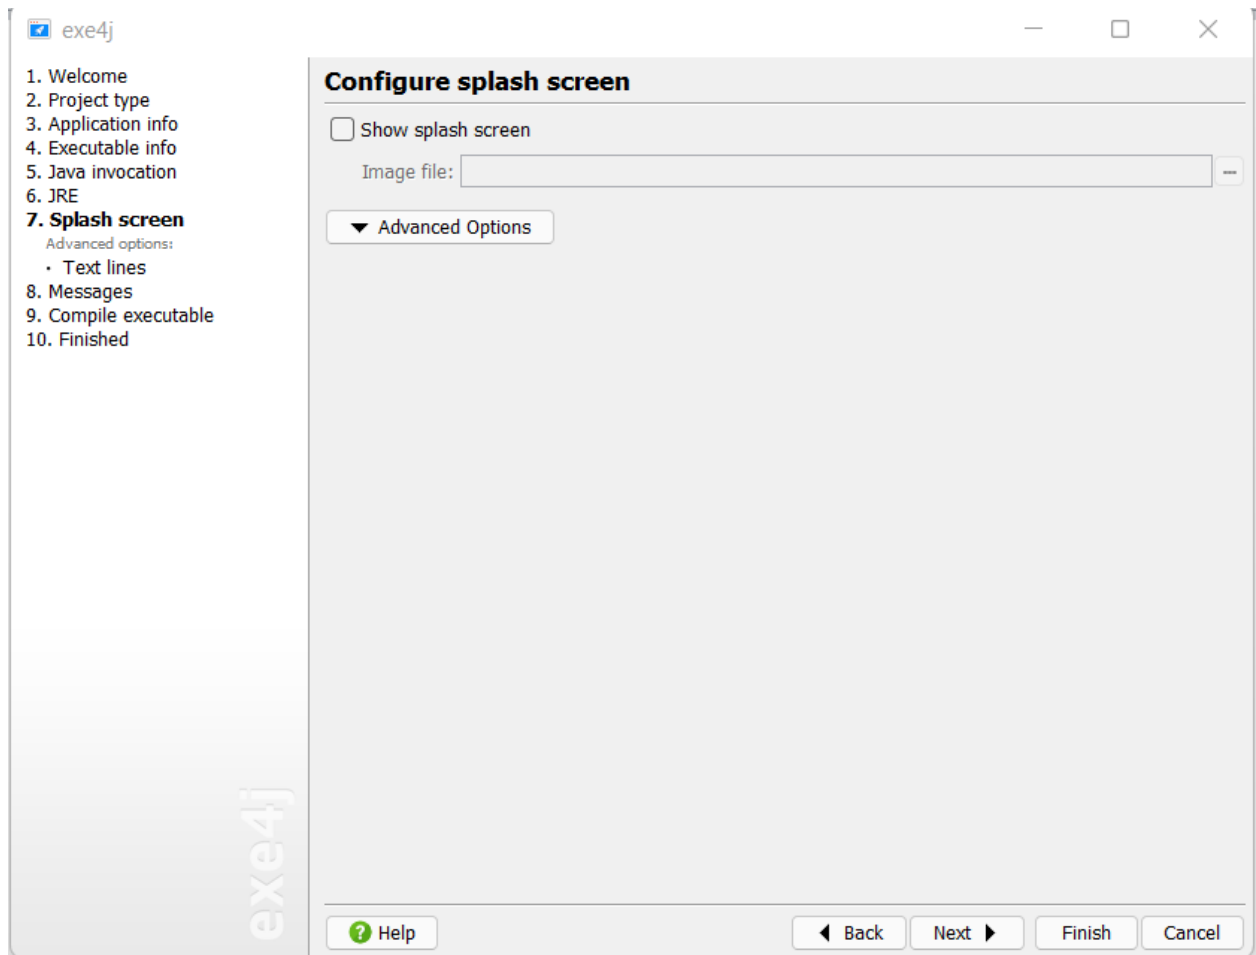 exe4j
1. Welcome
2. Project type
3. Application info
4. Executable info
5. Java invocation
6. JRE
7. Splash screen
Advanced options:
· Text lines
8. Messages
9. Compile executable
10. Finished
exe4j
Configure splash screen
Show splash screen
Image file:
...
Advanced Options
Help
Back
Next
Finish
Cancel